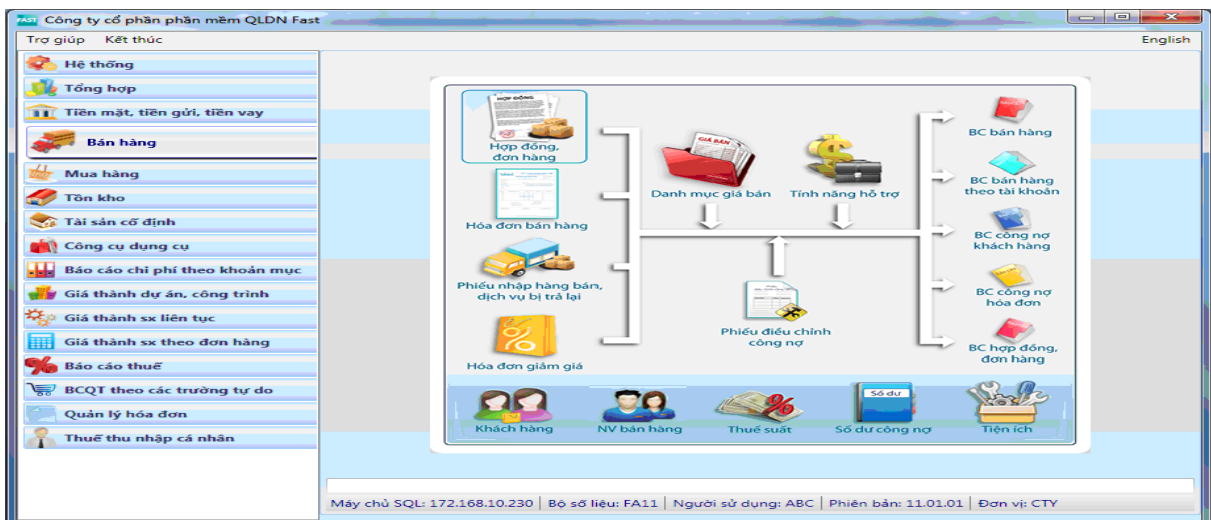 FAST Công ty cổ phần phần mềm QLDN Fast
Trợ giúp Kết thúc English
Hệ thống
Tổng hợp
Tiền mặt, tiền gửi, tiền vay
Bán hàng
Mua hàng
Tồn kho
Tài sản cố định
Công cụ dụng cụ
Báo cáo chi phí theo khoản mục
Giá thành dự án, công trình
Giá thành sx liên tục
Giá thành sx theo đơn hàng
Báo cáo thuế
BCQT theo các trường tự do
Quản lý hóa đơn
Thuế thu nhập cá nhân
HỢP ĐỒNG
Hợp đồng,
đơn hàng
Hóa đơn bán hàng
Phiếu nhập hàng bán,
dịch vụ bị trả lại
Hóa đơn giảm giá
GIÁ BÁN
Danh mục giá bán
Tính năng hỗ trợ
Phiếu điều chỉnh
công nợ
BC bán hàng
BC bán hàng
theo tài khoản
BC công nợ
khách hàng
BC công nợ
hóa đơn
BC hợp đồng,
đơn hàng
Khách hàng
NV bán hàng
Thuế suất
Số dư
Số dư công nợ
Tiện ích
Máy chủ SQL: 172.168.10.230 | Bộ số liệu: FA11 | Người sử dụng: ABC | Phiên bản: 11.01.01 | Đơn vị: CTY